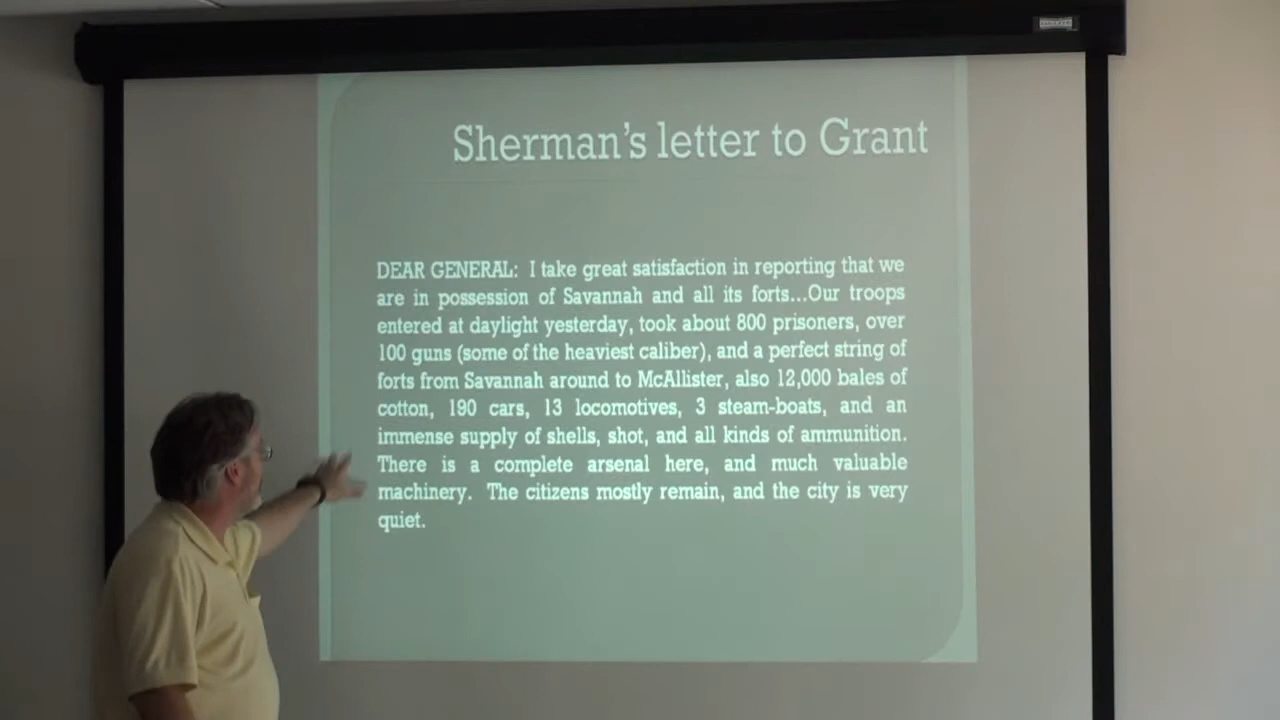 Sherman's letter to Grant
DEAR GENERAL: I take great satisfaction in reporting that we
are in possession of Savannah and all its forts...Our troops
entered at daylight yesterday, took about 800 prisoners, over
100 guns (some of the heaviest caliber), and a perfect string of
forts from Savannah around to McAllister, also 12,000 bales of
cotton, 190 cars, 13 locomotives, 3 steam-boats, and an
immense supply of shells, shot, and all kinds of ammunition.
There is a complete arsenal here, and much valuable
machinery. The citizens mostly remain, and the city is very
quiet.